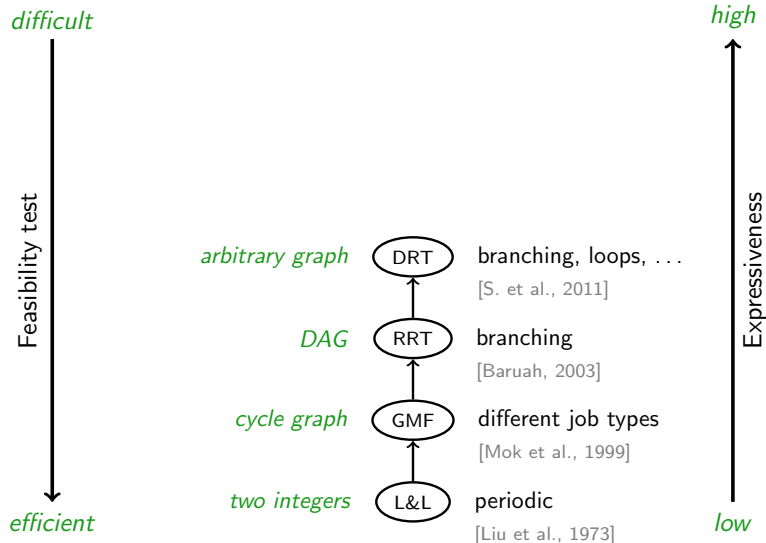 difficult
high
Feasibility test
Expressiveness
arbitrary graph DRT branching, loops, ...
[S. et al., 2011]
DAG RRT branching
[Baruah, 2003]
cycle graph GMF different job types
[Mok et al., 1999]
two integers L&L periodic
[Liu et al., 1973]
efficient
low